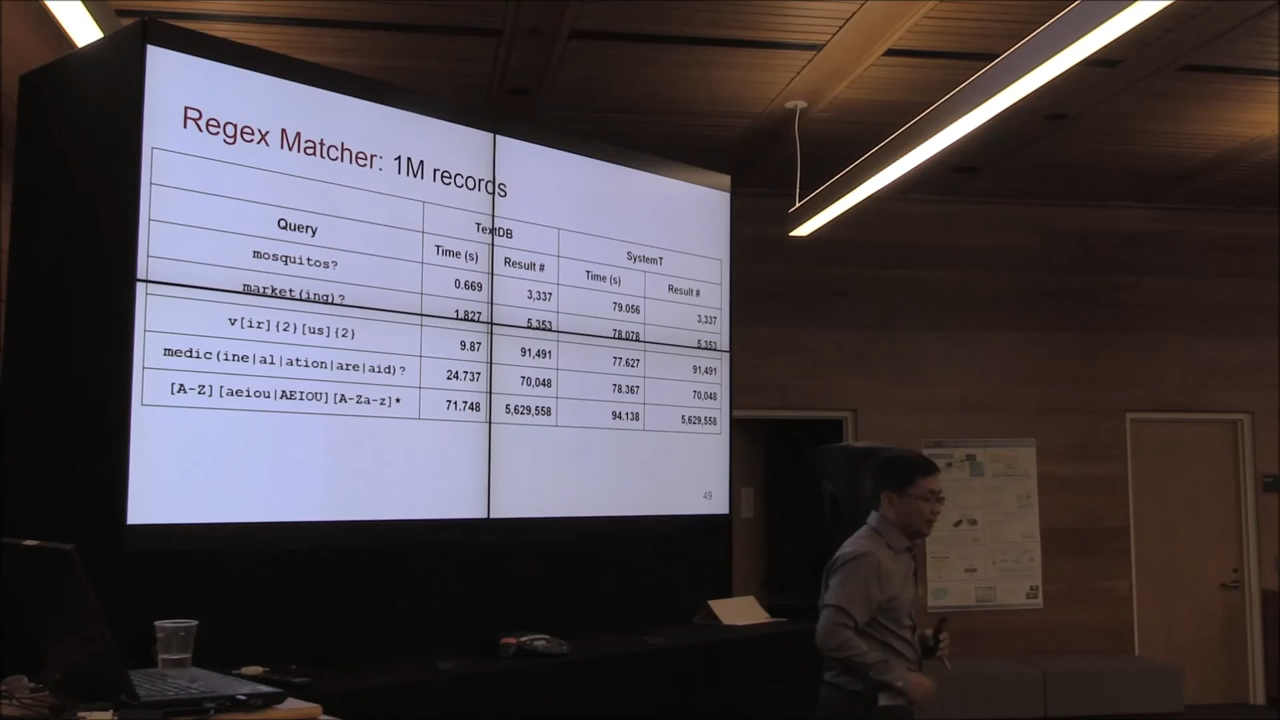 Regex Matcher: 1M records
Query TextDB SystemT
Time (s) Result # Time (s) Result #
mosquitos? 0.669 3,337 79.056 3,337
market(ing)? 1.827 5,353 78.078 5,353
v[ir]{2}[us]{2} 9.87 91,491 77.627 91,491
medic(ine|al|ation|are|aid)? 24.737 70,048 78.367 70,048
[A-Z][aeiou|AEIOU][A-Za-z]* 71.748 5,629,558 94.138 5,629,558
49